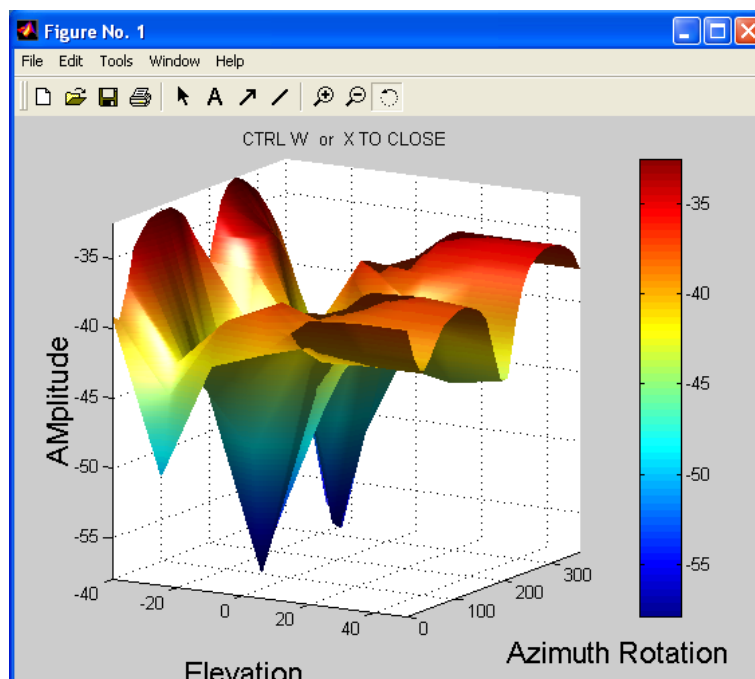 Figure No. 1
File Edit Tools Window Help
A
CTRL W or X TO CLOSE
-35
-40
-45
-50
-55
AMplitude
-40
-20
0
20
40
Elevation
0
100
200
300
Azimuth Rotation
-35
-40
-45
-50
-55